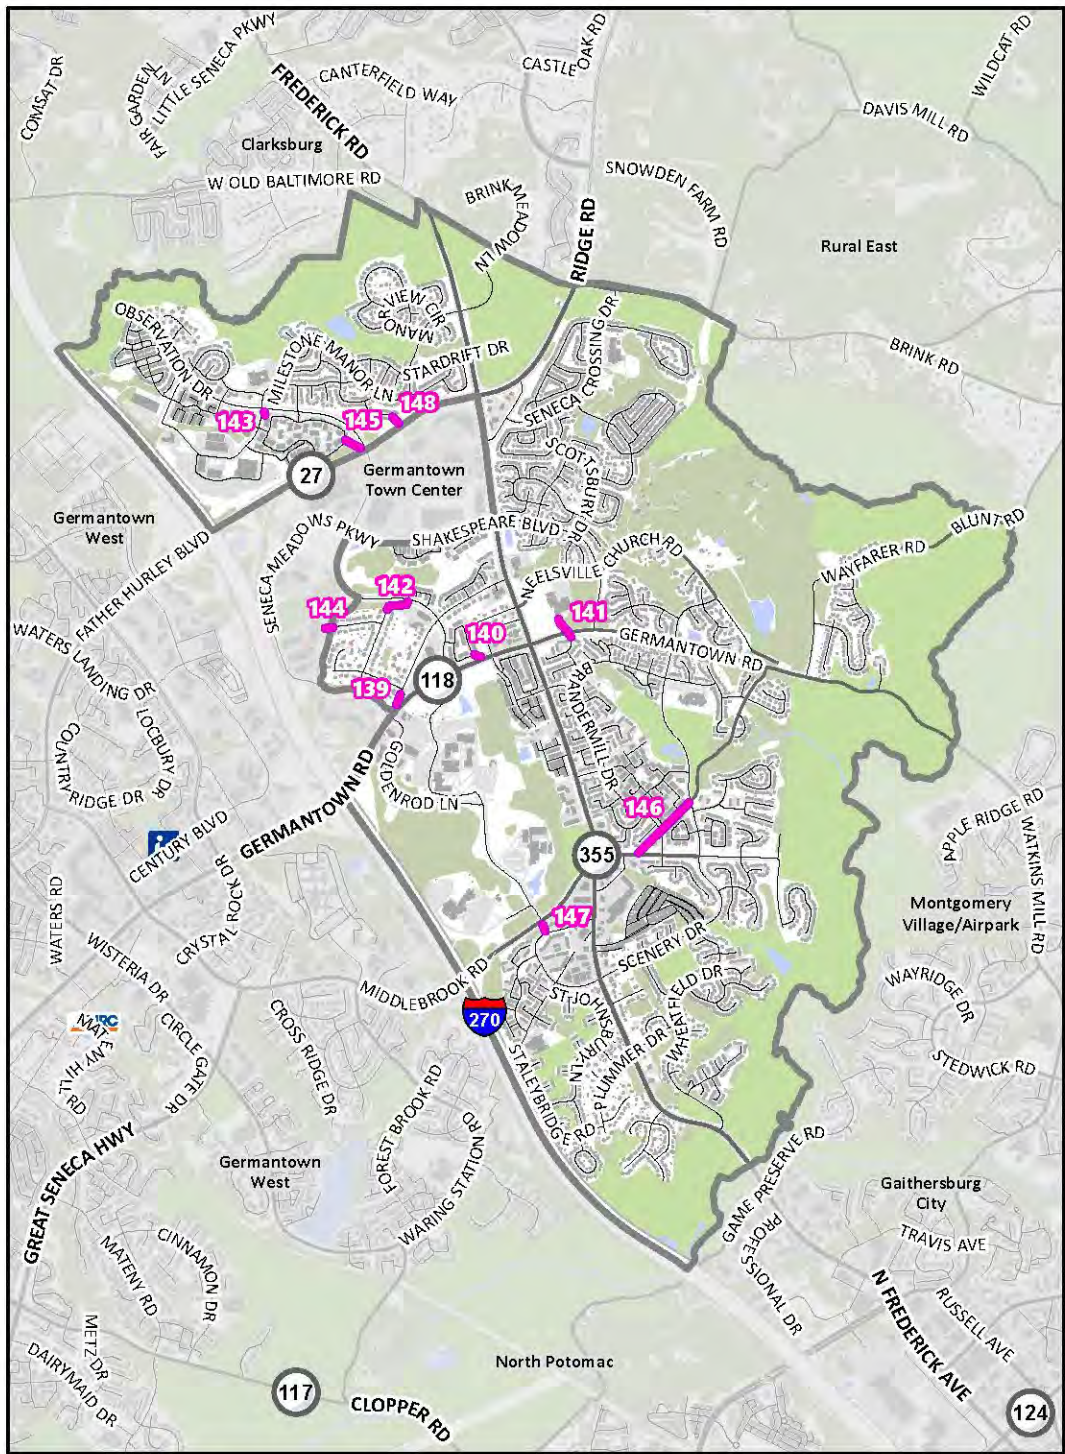 COMSAT DR
FAIR GARDEN LN
LITTLE SENECA PKWY
FREDERICK RD
CANTERFIELD WAY
CASTLE OAK RD
WILDCAT RD
DAVIS MILL RD
Clarksburg
W OLD BALTIMORE RD
BRINK MEADOW LN
SNOWDEN FARM RD
RIDGE RD
Rural East
BRINK RD
OBSERVATION DR
MANOR VIEW CIR
MILESTONE MANOR LN
STARDRIFT DR
SENECA CROSSING DR
143
145
148
27
Germantown
Town Center
SCOTTSBURY DR
Germantown
West
FATHER HURLEY BLVD
SENECA MEADOWS PKWY
SHAKESPEARE BLVD
NEELSVILLE CHURCH RD
WAYFARER RD
BLUNT RD
142
144
141
140
139
118
GERMANTOWN RD
WATERS LANDING DR
LOCBURY DR
COUNTRY RIDGE DR
BRANDERMILL DR
GOLDENROD LN
GERMANTOWN RD
CENTURY BLVD
CRYSTAL ROCK DR
146
355
147
APPLE RIDGE RD
WATKINS MILL RD
Montgomery
Village/Airpark
WATERS RD
WISTERIA DR
MIDDLEBROOK RD
SCENERY DR
WHEATFIELD DR
WAYRIDGE DR
270
ST JOHNSBURY LN
PLUMMER DR
STEDWICK RD
MATENY HILL RD
CIRCLE GATE DR
CROSS RIDGE DR
STALEYBRIDGE RD
FOREST BROOK RD
WARING STATION RD
GREAT SENECA HWY
Germantown
West
GAME PRESERVE RD
Gaithersburg
City
TRAVIS AVE
PROFESSIONAL DR
MATENY RD
CINNAMON DR
N FREDERICK AVE
RUSSELL AVE
METZ DR
DAIRYMAID DR
North Potomac
117
CLOPPER RD
124